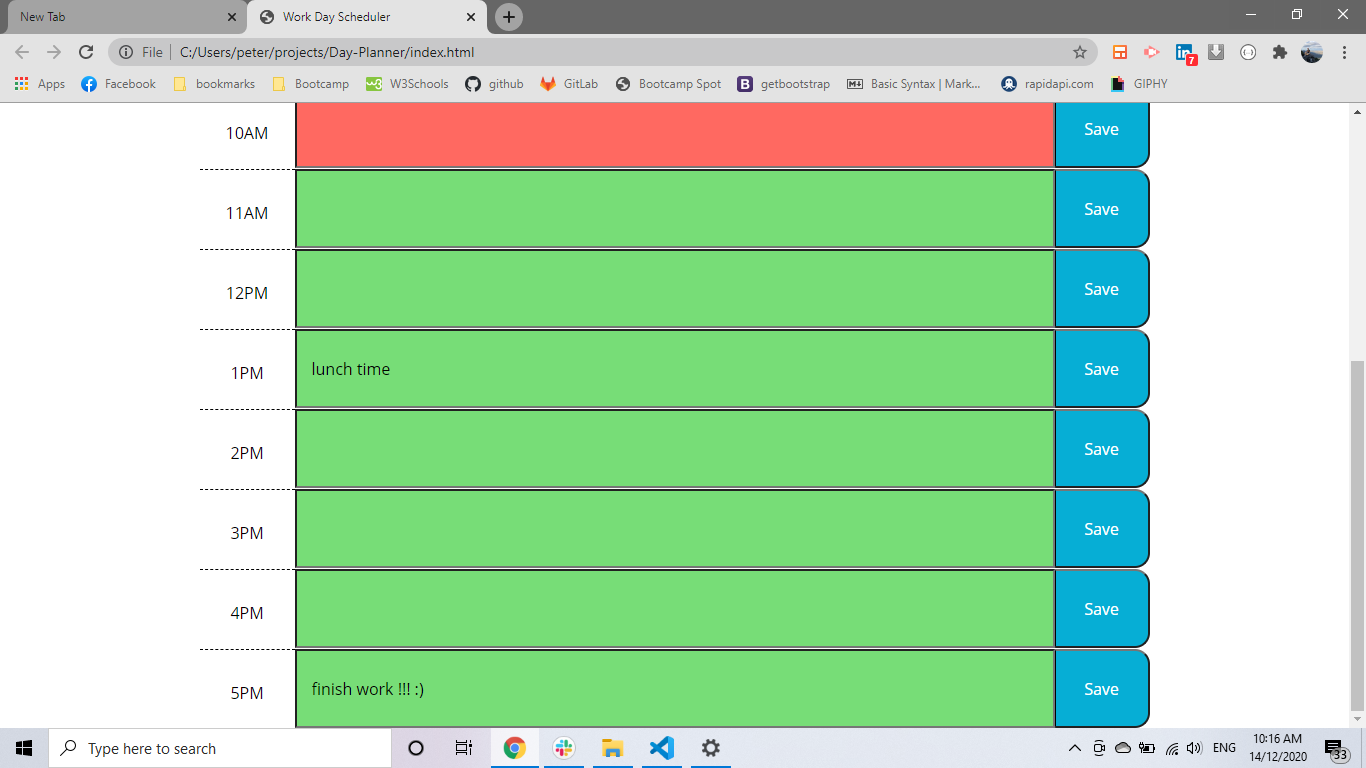 New Tab
Work Day Scheduler
File C:/Users/peter/projects/Day-Planner/index.html
7
Apps Facebook bookmarks Bootcamp W3Schools github GitLab Bootcamp Spot getbootstrap Basic Syntax | Mark... rapidapi.com GIPHY
10AM Save
11AM Save
12PM Save
1PM lunch time Save
2PM Save
3PM Save
4PM Save
5PM finish work !!! :) Save
Type here to search
ENG
10:16 AM
14/12/2020
33